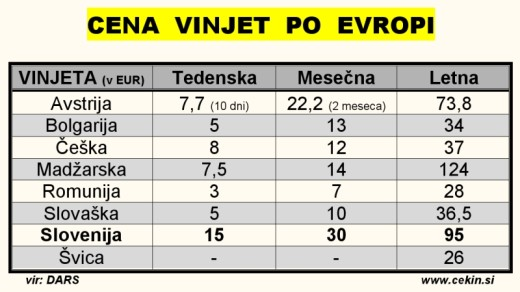 CENA VINJET PO EVROPI
VINJETA (v EUR) Tedenska Mesečna Letna
Avstrija 7,7 (10 dni) 22,2 (2 meseca) 73,8
Bolgarija 5 13 34
Češka 8 12 37
Madžarska 7,5 14 124
Romunija 3 7 28
Slovaška 5 10 36,5
Slovenija 15 30 95
Švica - - 26
vir: DARS www.cekin.si